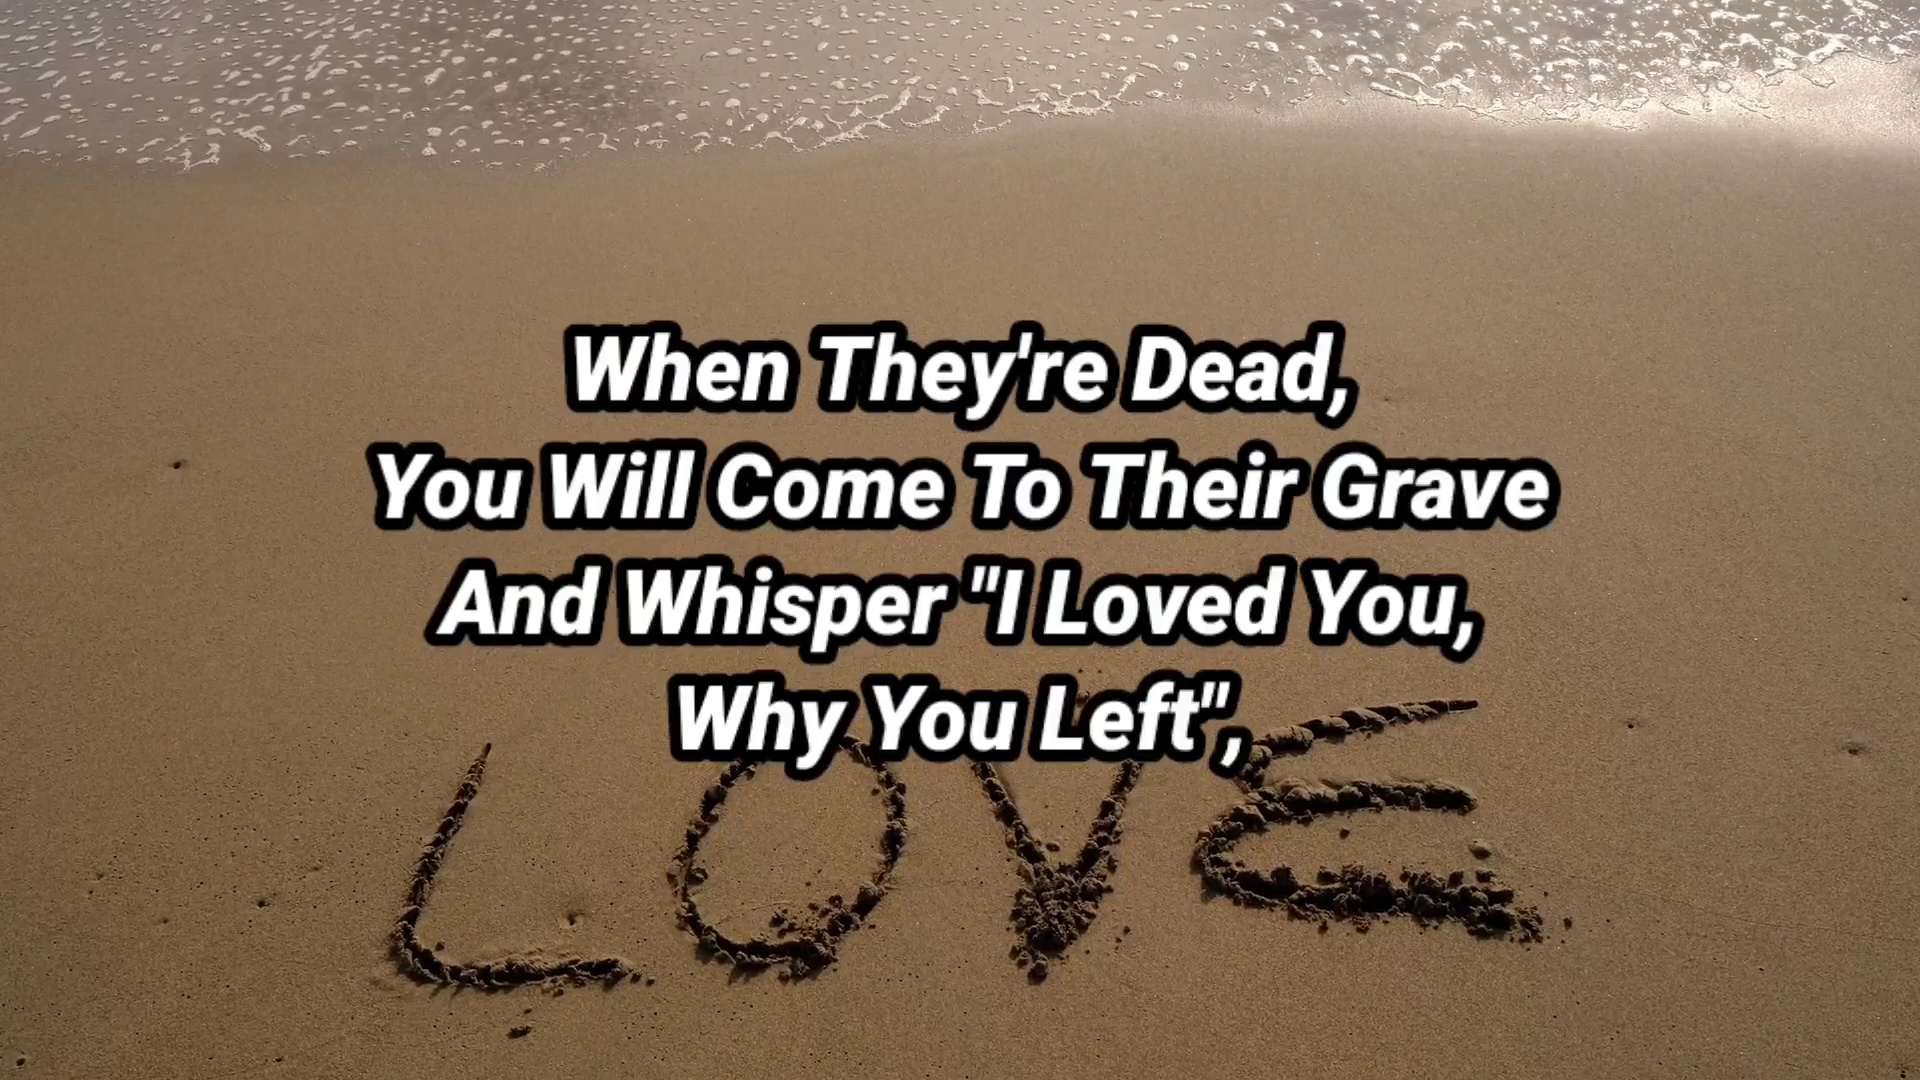 When They're Dead,
You Will Come To Their Grave
And Whisper "I Loved You,
Why You Left",
LOVE